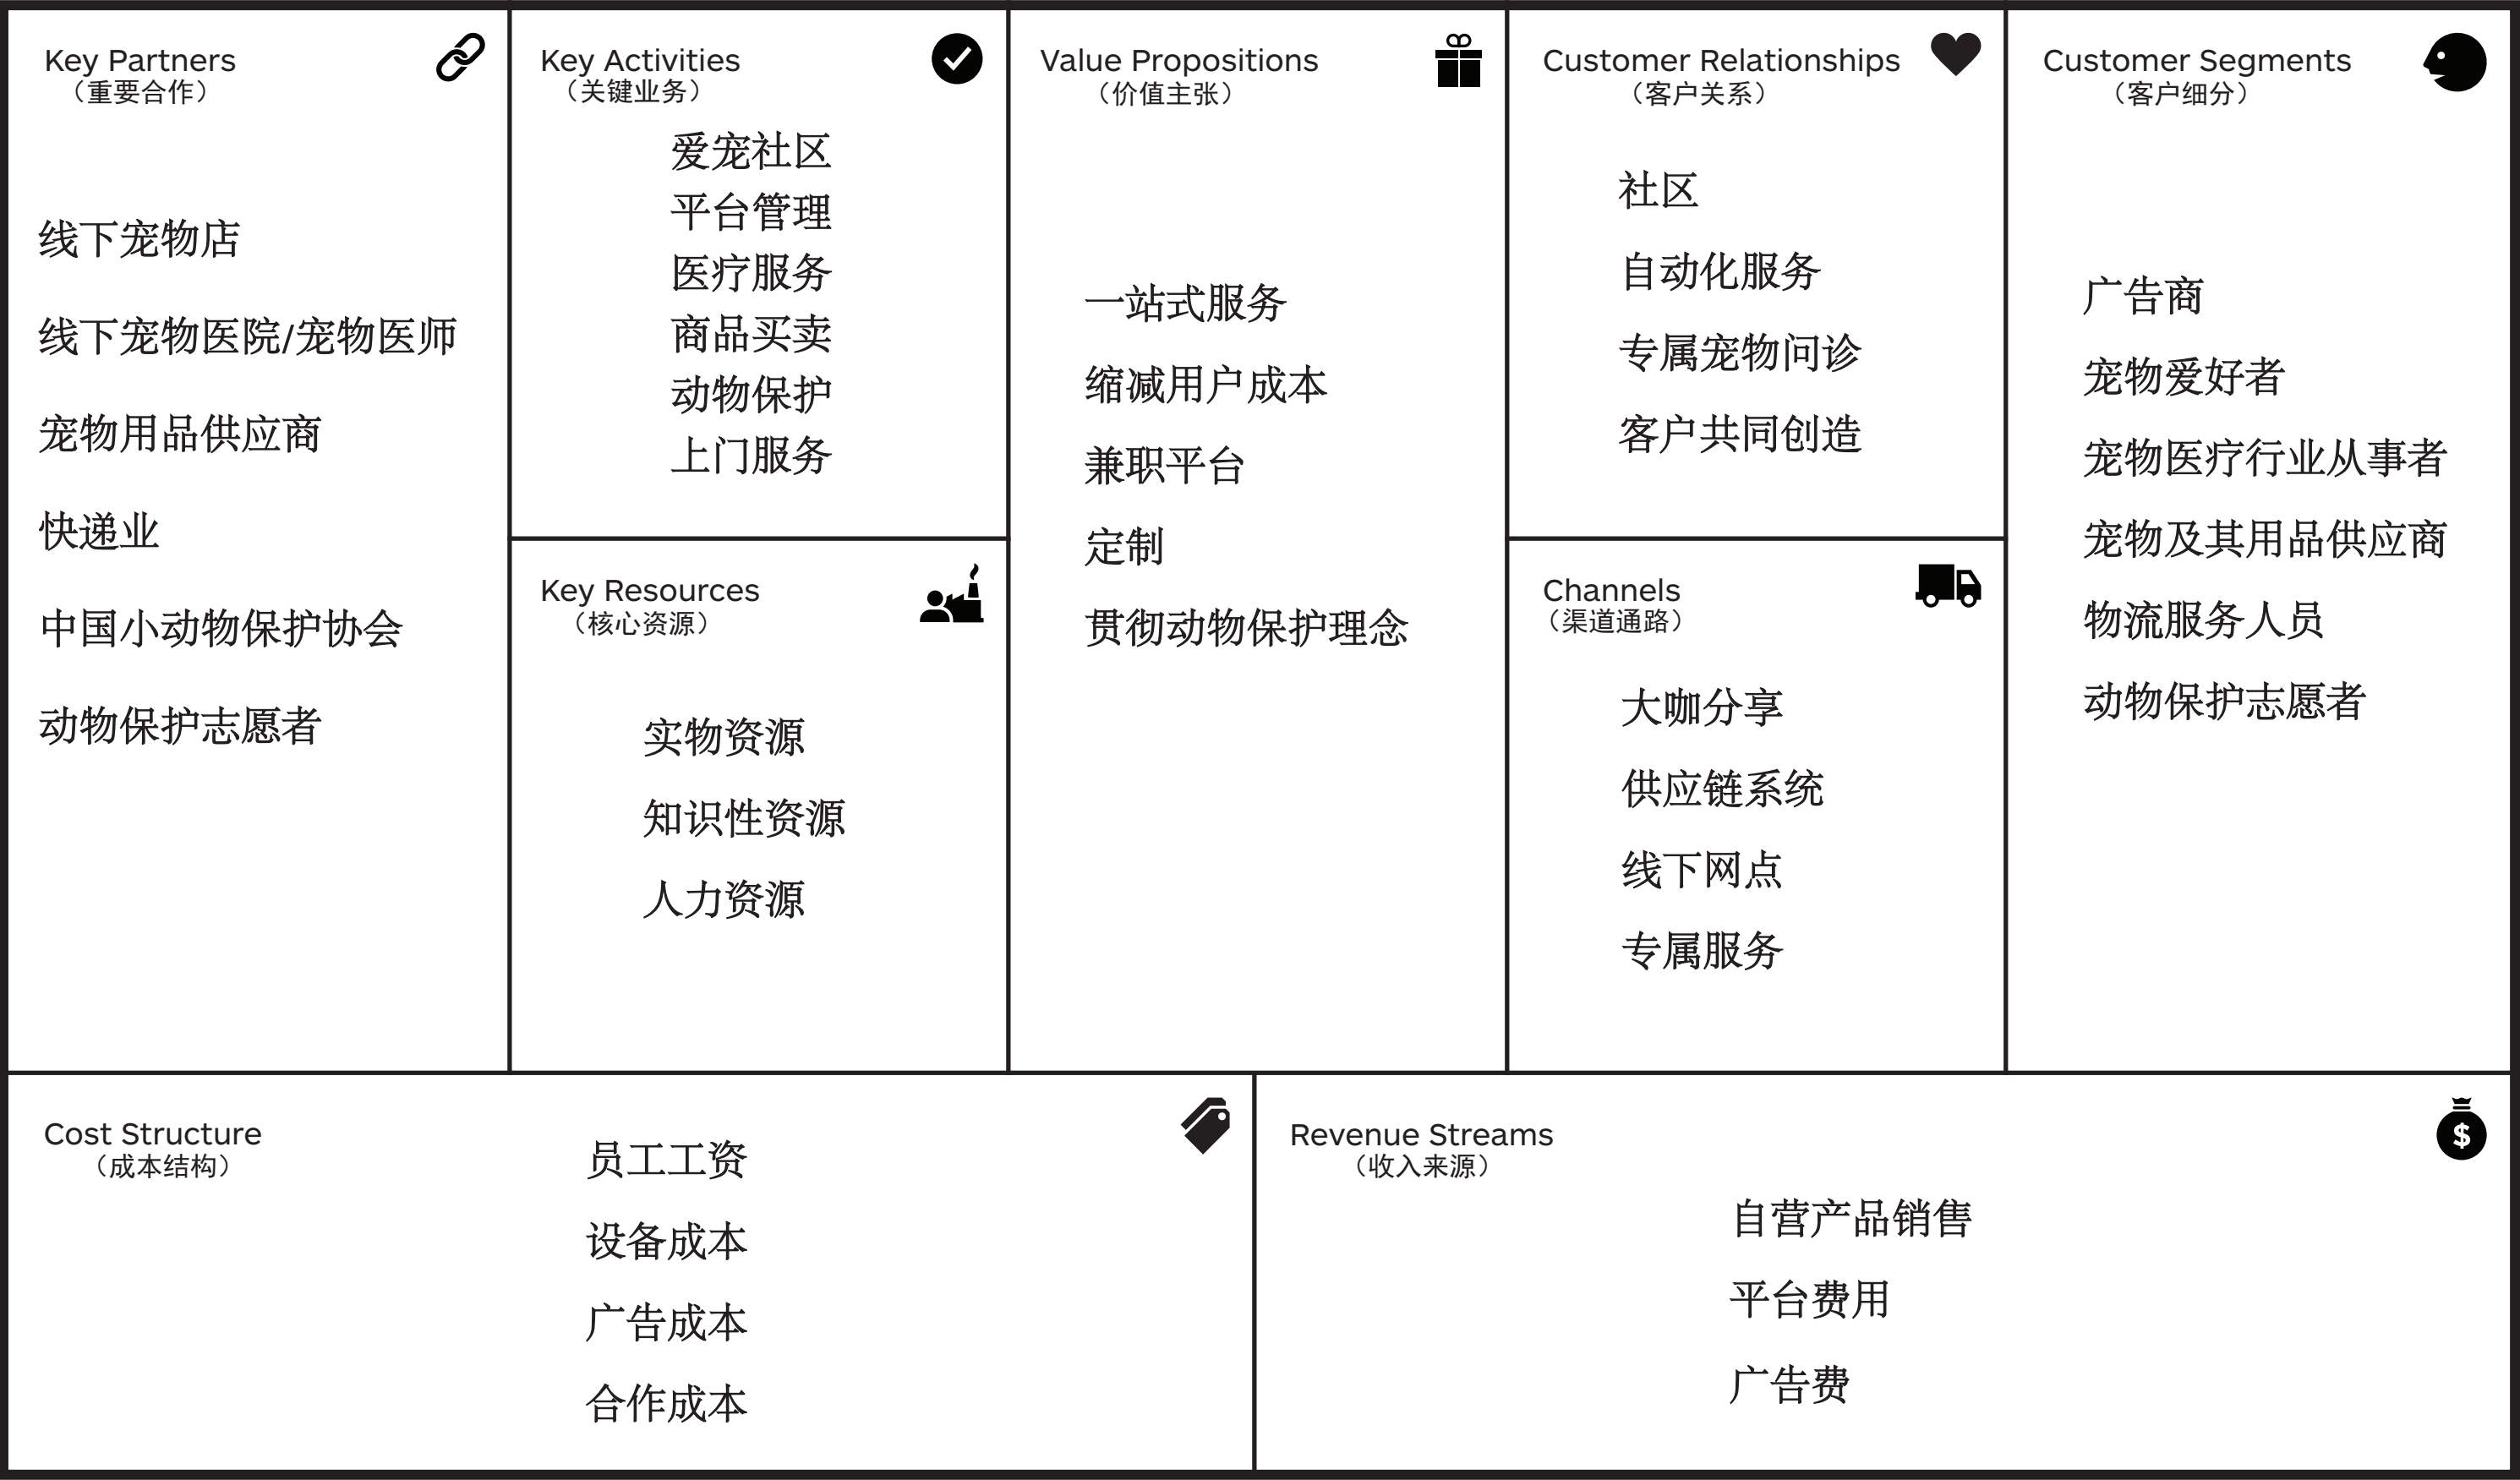 Key Partners
（重要合作）
线下宠物店
线下宠物医院/宠物医师
宠物用品供应商
快递业
中国小动物保护协会
动物保护志愿者
Key Activities
（关键业务）
爱宠社区
平台管理
医疗服务
商品买卖
动物保护
上门服务
Key Resources
（核心资源）
实物资源
知识性资源
人力资源
Value Propositions
（价值主张）
一站式服务
缩减用户成本
兼职平台
定制
贯彻动物保护理念
Customer Relationships
（客户关系）
社区
自动化服务
专属宠物问诊
客户共同创造
Channels
（渠道通路）
大咖分享
供应链系统
线下网点
专属服务
Customer Segments
（客户细分）
广告商
宠物爱好者
宠物医疗行业从事者
宠物及其用品供应商
物流服务人员
动物保护志愿者
Cost Structure
（成本结构）
员工工资
设备成本
广告成本
合作成本
Revenue Streams
（收入来源）
$
自营产品销售
平台费用
广告费